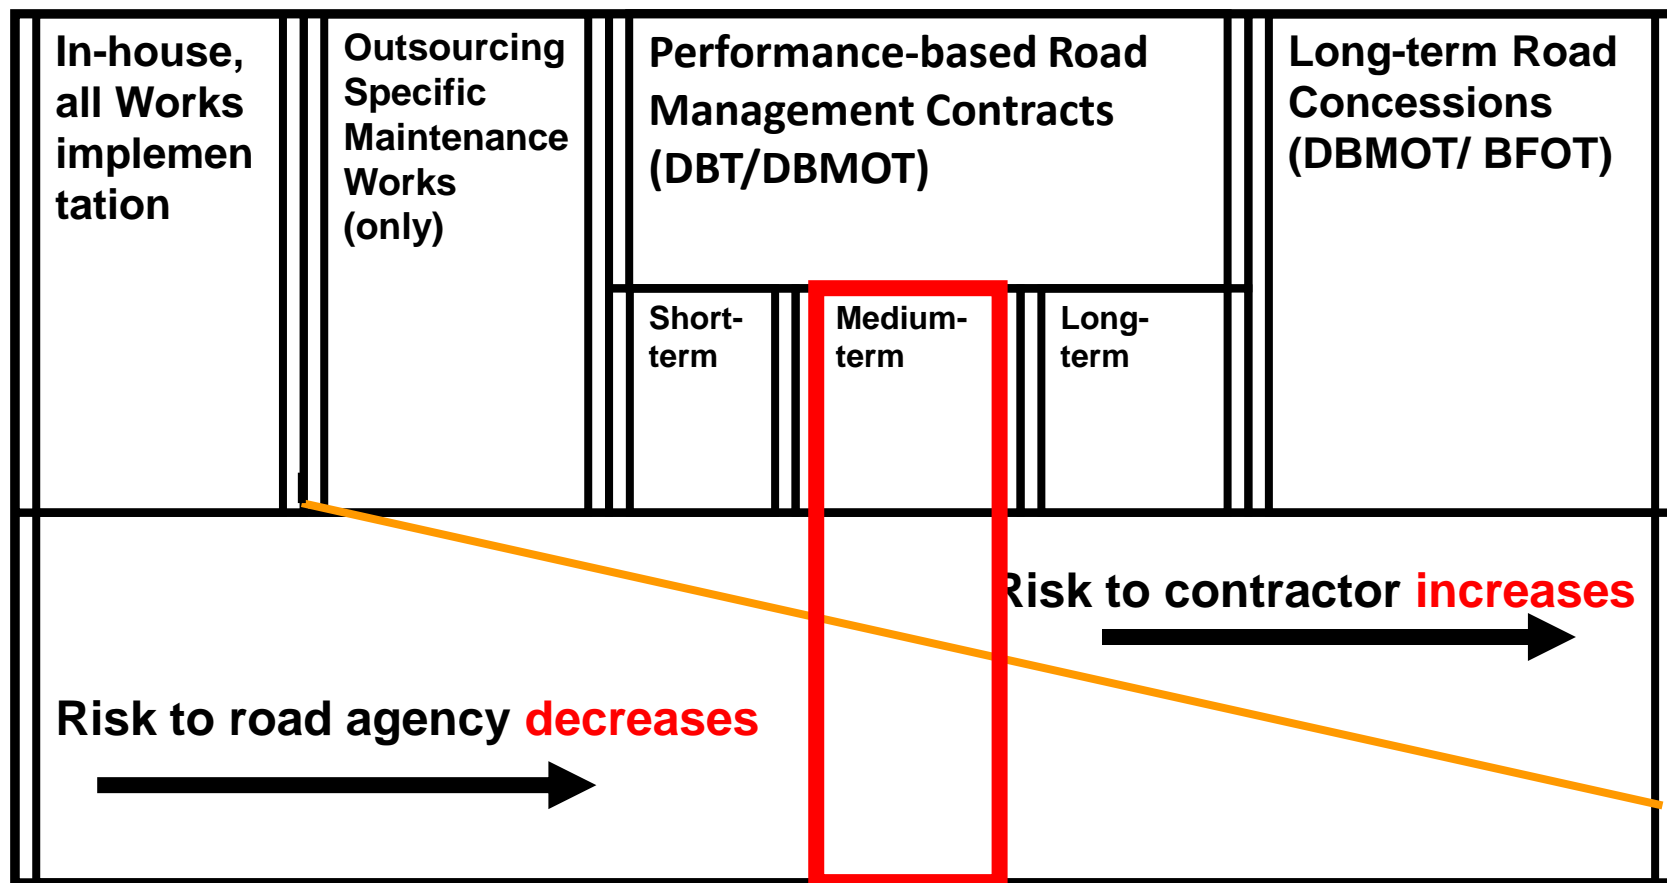 In-house,
all Works
implemen
tation
Outsourcing
Specific
Maintenance
Works
(only)
Performance-based Road
Management Contracts
(DBT/DBMOT)
Long-term Road
Concessions
(DBMOT/ BFOT)
Short-
term
Medium-
term
Long-
term
Risk to contractor increases
Risk to road agency decreases